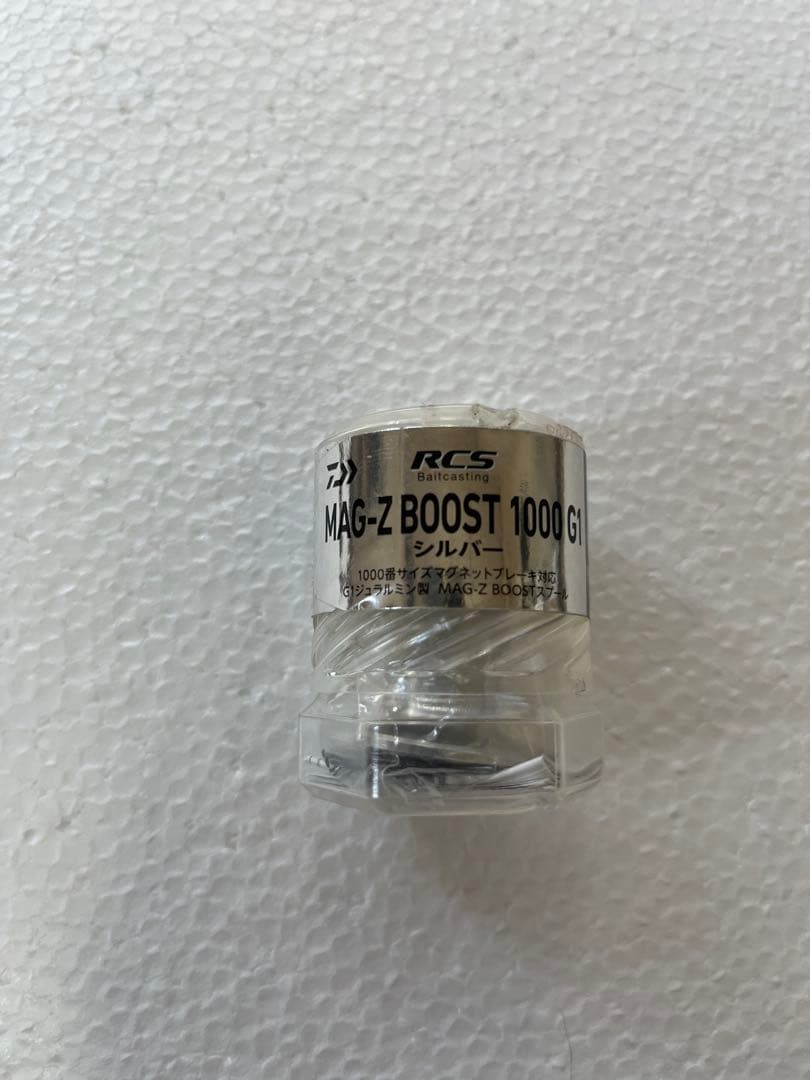 RCS
Baitcasting
MAG-Z BOOST 1000 G1
シルバー
1000番サイズマグネットブレーキ対応
G1ジュラルミン製 MAG-Z BOOSTスプール